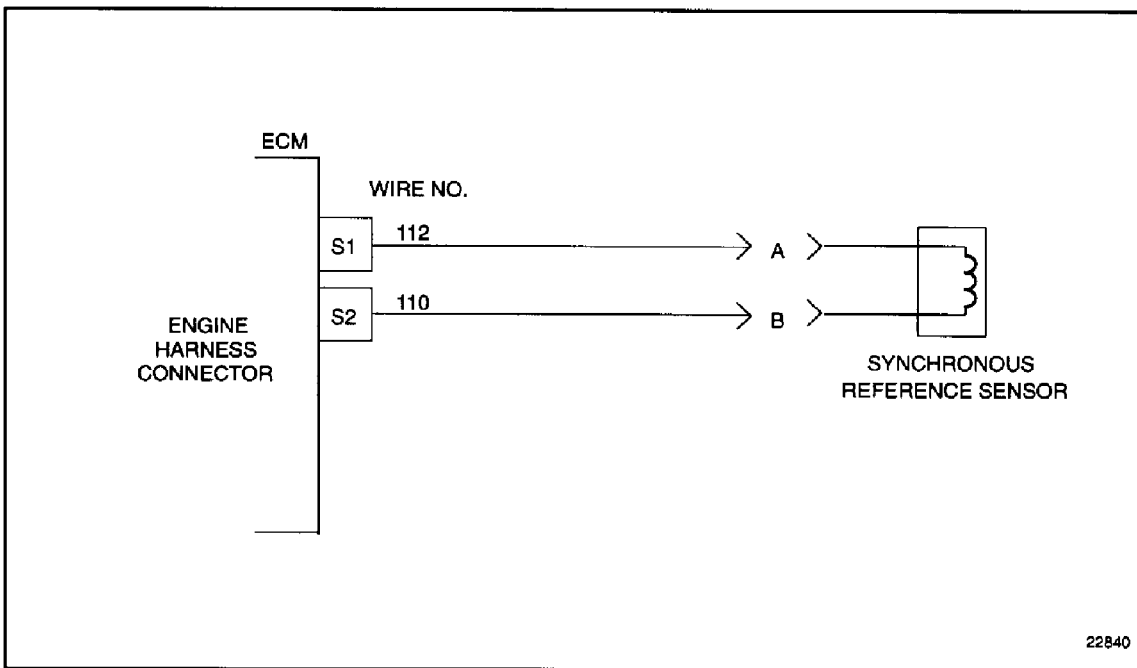 ECM
WIRE NO.
S1
112
A
S2
110
B
ENGINE
HARNESS
CONNECTOR
SYNCHRONOUS
REFERENCE SENSOR
22840